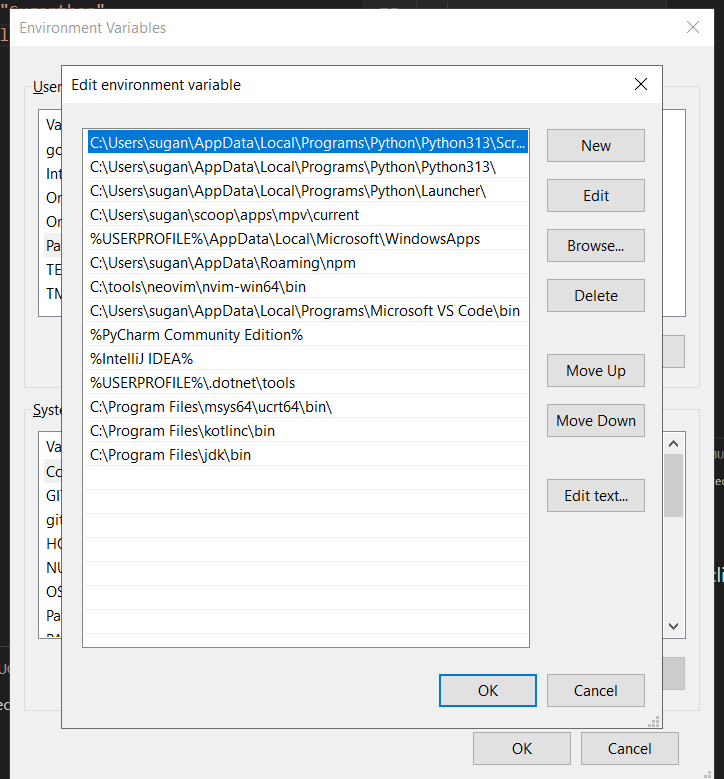 Environment Variables
Edit environment variable
User
C:\Users\sugan\AppData\Local\Programs\Python\Python313\Scr...
C:\Users\sugan\AppData\Local\Programs\Python\Python313\
C:\Users\sugan\AppData\Local\Programs\Python\Launcher\
C:\Users\sugan\scoop\apps\mpv\current
%USERPROFILE%\AppData\Local\Microsoft\WindowsApps
C:\Users\sugan\AppData\Roaming\npm
C:\tools\neovim\nvim-win64\bin
C:\Users\sugan\AppData\Local\Programs\Microsoft VS Code\bin
%PyCharm Community Edition%
%IntelliJ IDEA%
%USERPROFILE%\.dotnet\tools
C:\Program Files\msys64\ucrt64\bin\
C:\Program Files\kotlinc\bin
C:\Program Files\jdk\bin
New
Edit
Browse...
Delete
Move Up
Move Down
Edit text...
OK
Cancel
Va
gc
Int
Or
Or
Pa
TE
TM
Syste
Va
Co
GI
git
HO
NU
OS
Pa
OK
Cancel